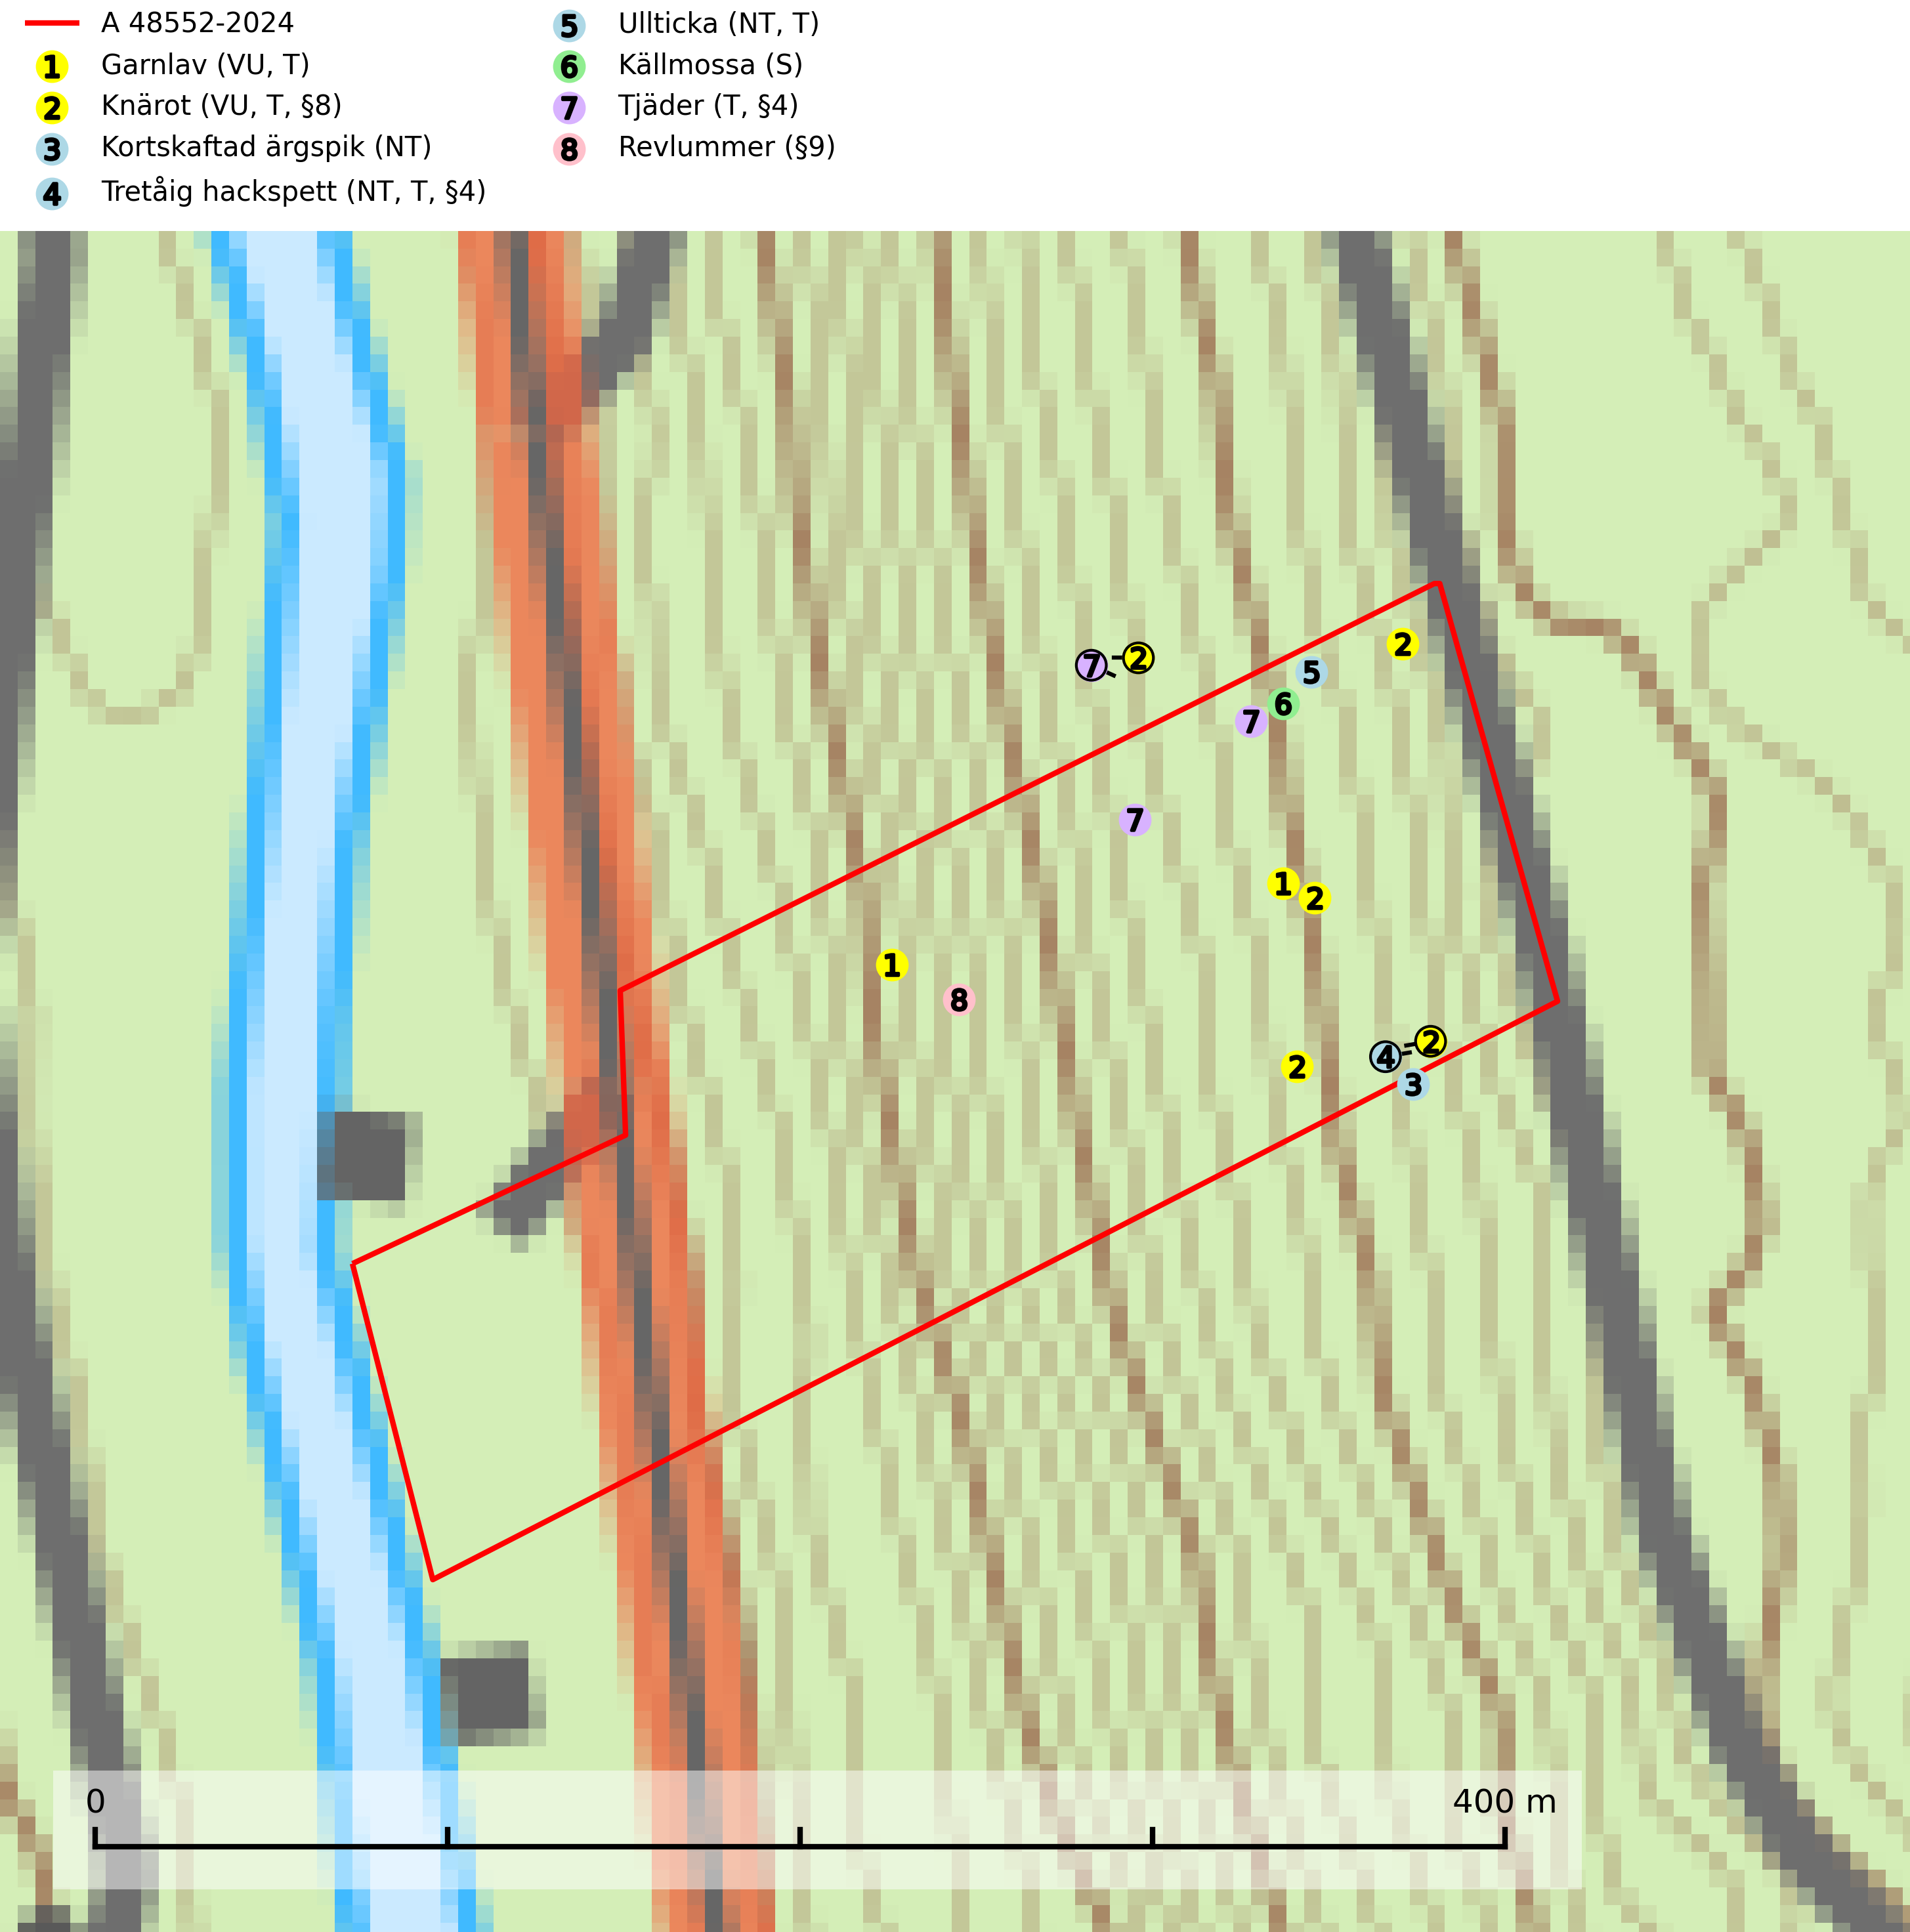 A 48552-2024
1 Garnlav (VU, T)
2 Knärot (VU, T, §8)
3 Kortskaftad ärgspik (NT)
4 Tretåig hackspett (NT, T, §4)
5 Ullticka (NT, T)
6 Källmossa (S)
7 Tjäder (T, §4)
8 Revlummer (§9)
2
7 2
5
6
7
7
1
2
1
8
2
4
2
3
0 400 m